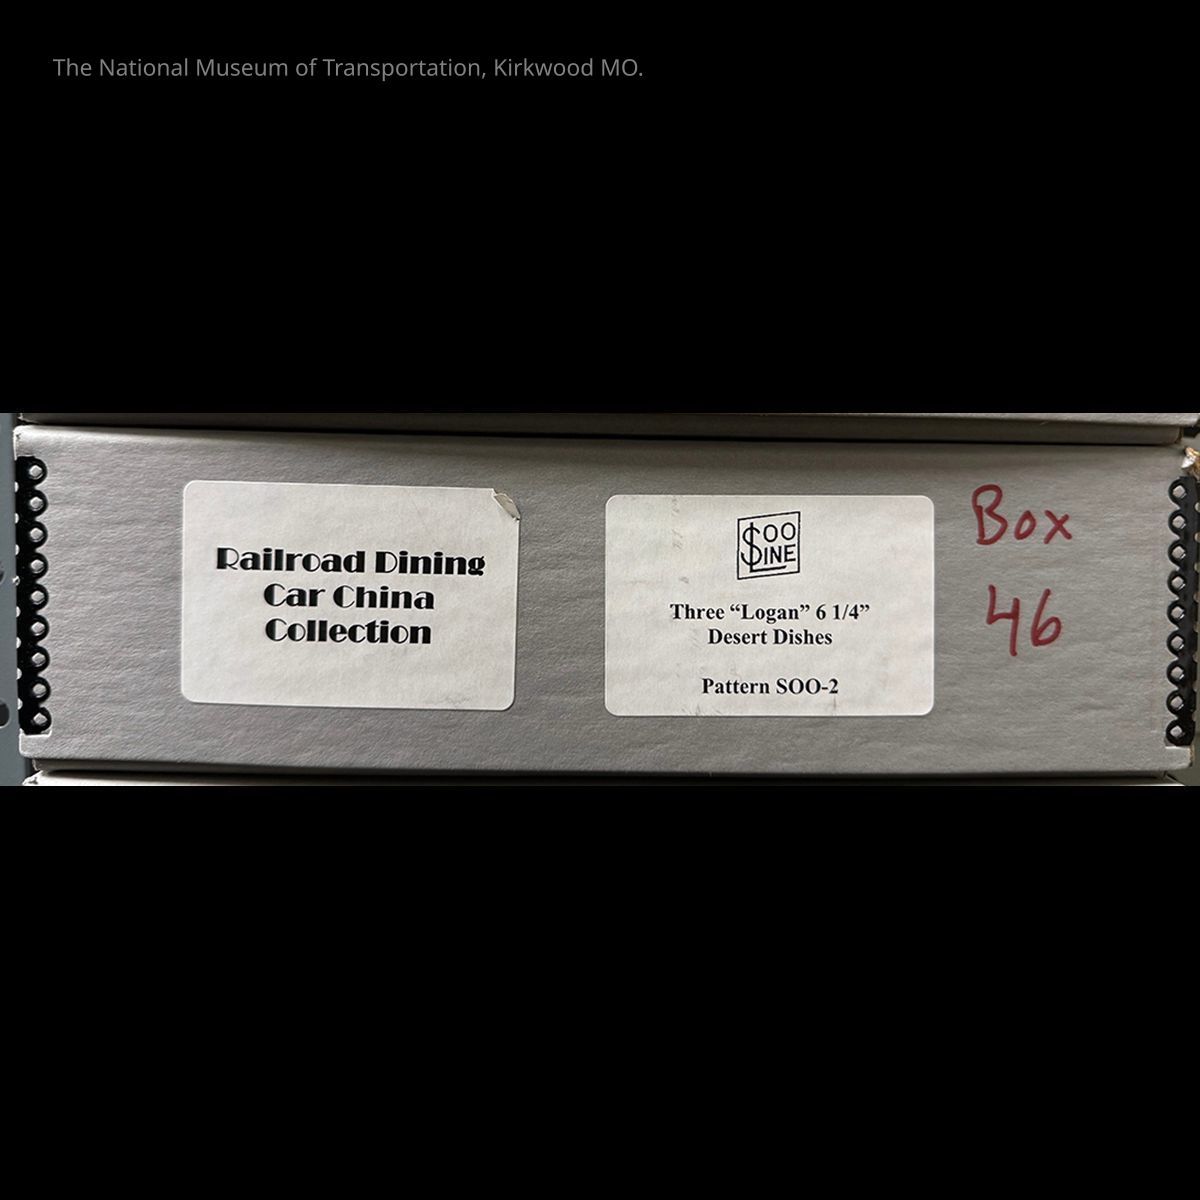 The National Museum of Transportation, Kirkwood MO.
Railroad Dining
Car China
Collection
SOO
LINE
Three “Logan” 6 1/4”
Desert Dishes
Pattern SOO-2
Box
46